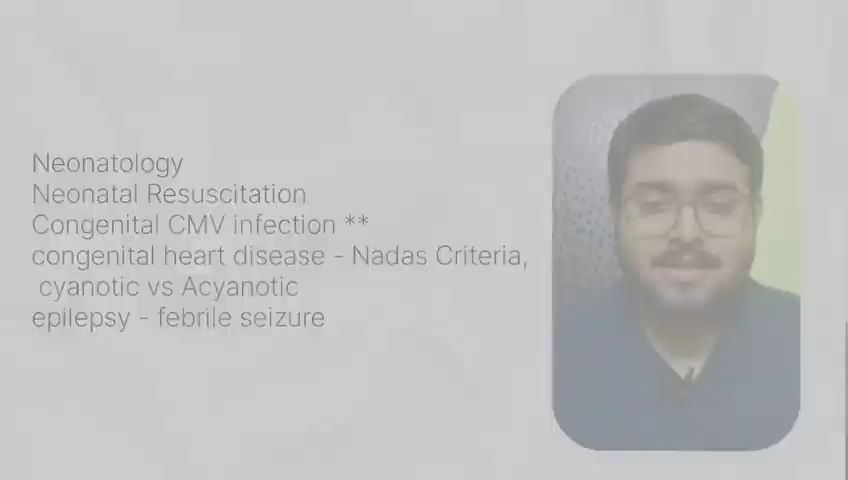 Neonatology
Neonatal Resuscitation
Congenital CMV infection **
congenital heart disease - Nadas Criteria,
cyanotic vs Acyanotic
epilepsy - febrile seizure